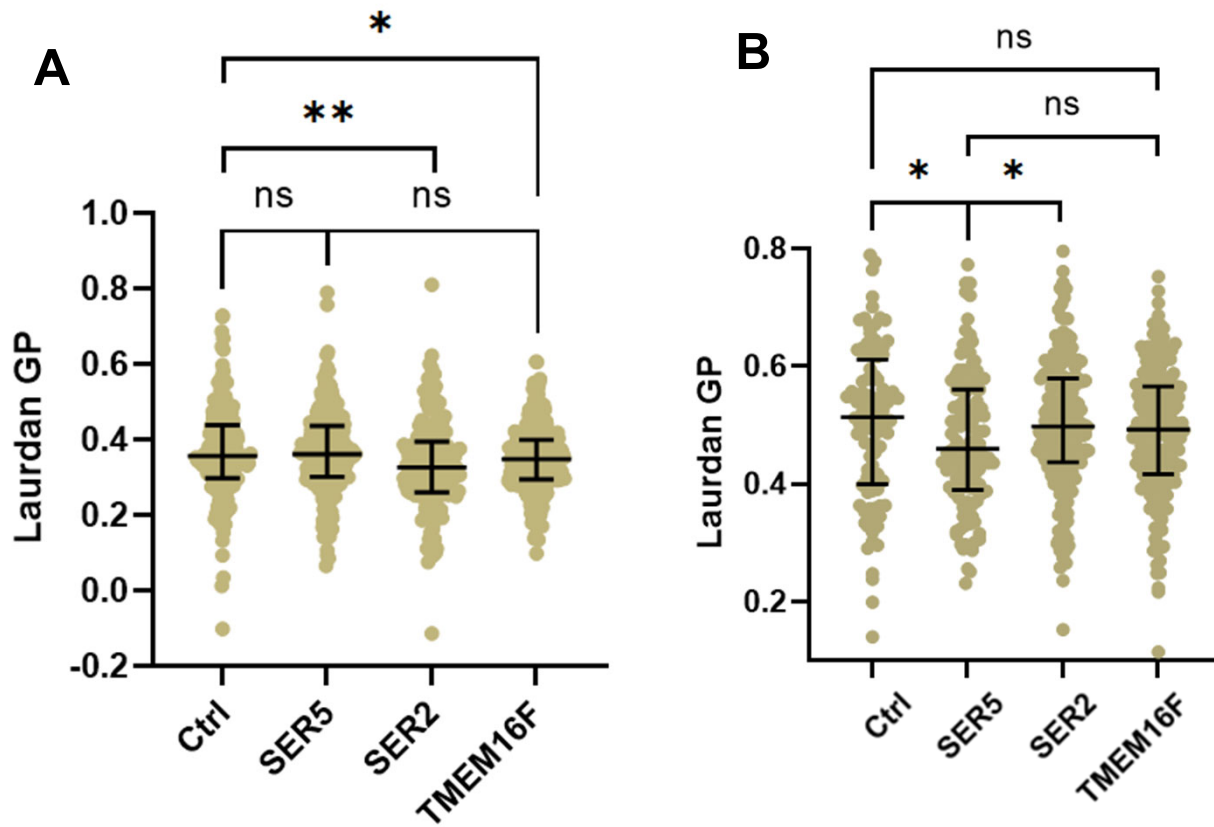 A
*
**
ns ns
Laurdan GP
1.0
0.8
0.6
0.4
0.2
0.0
-0.2
Ctrl
SER5
SER2
TMEM16F
B
ns
ns
* *
Laurdan GP
0.8
0.6
0.4
0.2
Ctrl
SER5
SER2
TMEM16F